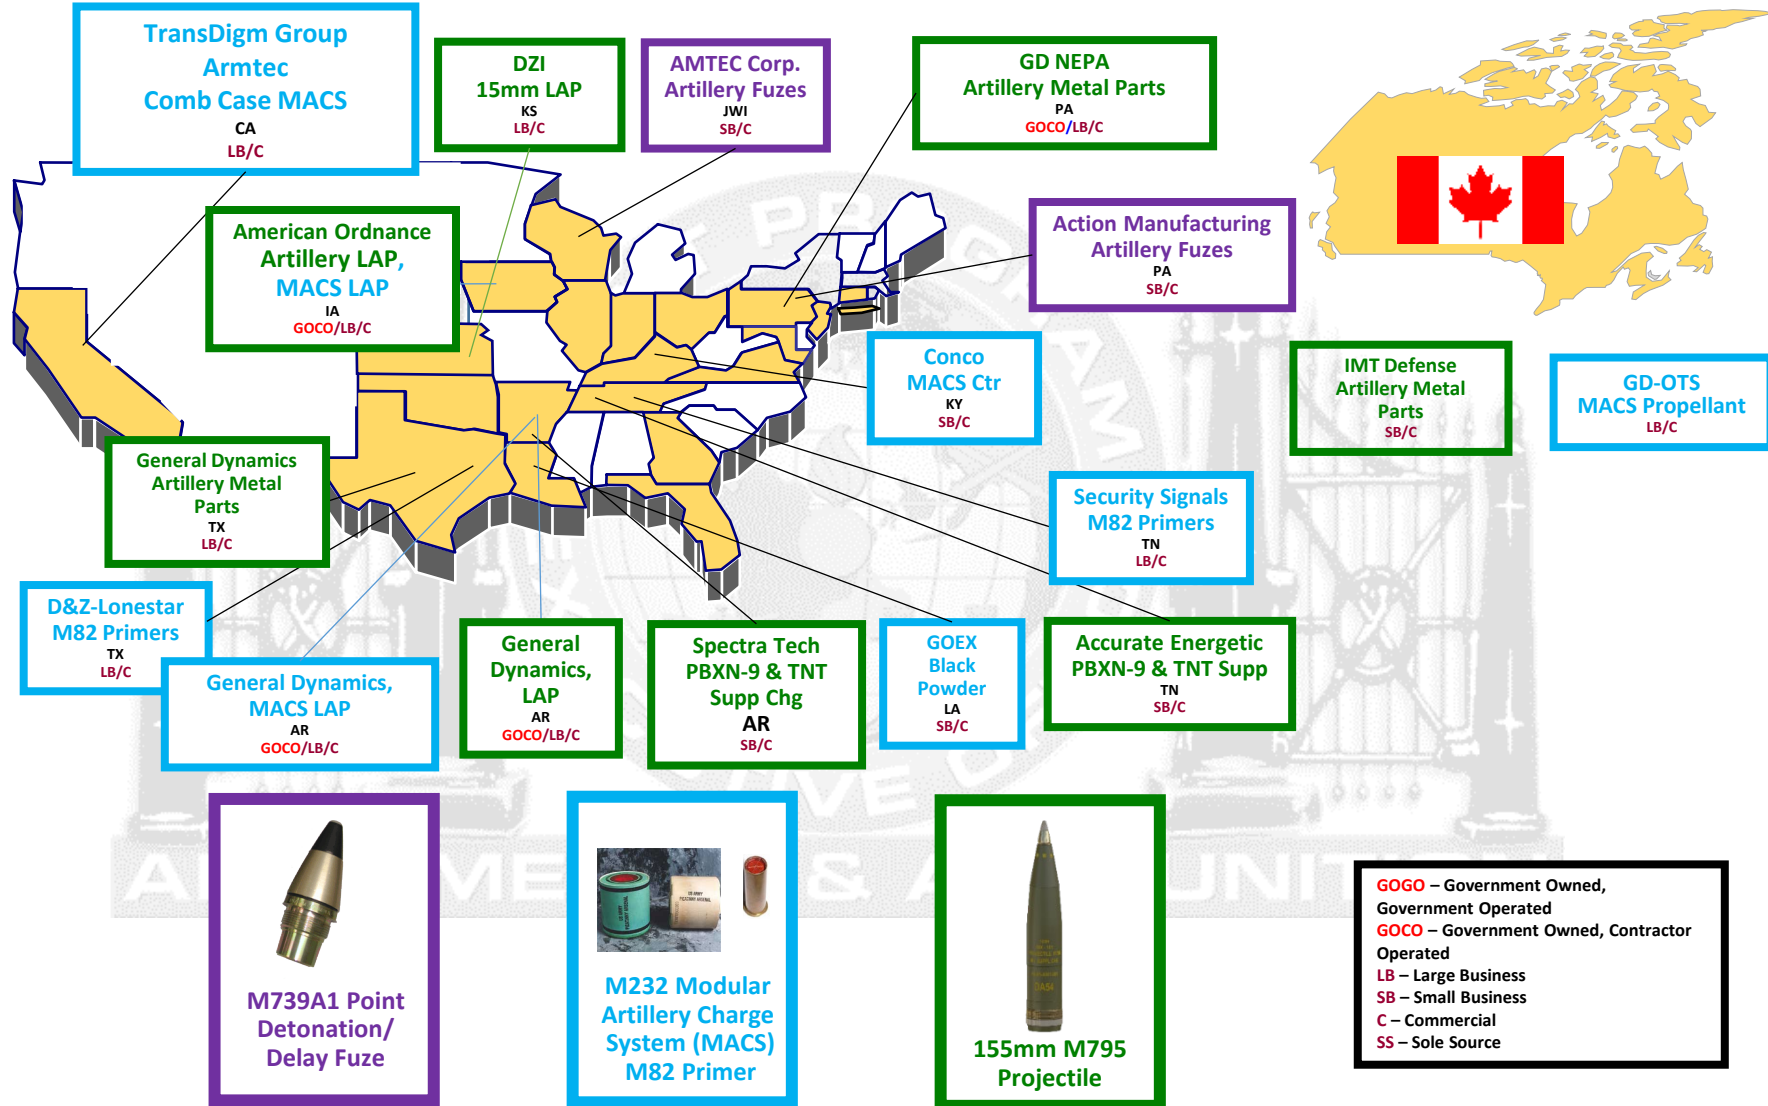 TransDigm Group
Armtec
Comb Case MACS
CA
LB/C
DZI
15mm LAP
KS
LB/C
AMTEC Corp.
Artillery Fuzes
JWI
SB/C
GD NEPA
Artillery Metal Parts
PA
GOCO/LB/C
American Ordnance
Artillery LAP,
MACS LAP
IA
GOCO/LB/C
Action Manufacturing
Artillery Fuzes
PA
SB/C
Conco
MACS Ctr
KY
SB/C
IMT Defense
Artillery Metal
Parts
SB/C
GD-OTS
MACS Propellant
LB/C
General Dynamics
Artillery Metal
Parts
TX
LB/C
Security Signals
M82 Primers
TN
LB/C
D&Z-Lonestar
M82 Primers
TX
LB/C
General Dynamics,
MACS LAP
AR
GOCO/LB/C
General
Dynamics,
LAP
AR
GOCO/LB/C
Spectra Tech
PBXN-9 & TNT
Supp Chg
AR
SB/C
GOEX
Black
Powder
LA
SB/C
Accurate Energetic
PBXN-9 & TNT Supp
TN
SB/C
M739A1 Point
Detonation/
Delay Fuze
US ARMY
PICATINNY ARSENAL
M232 Modular
Artillery Charge
System (MACS)
M82 Primer
155mm M795
Projectile
GOGO – Government Owned,
Government Operated
GOCO – Government Owned, Contractor
Operated
LB – Large Business
SB – Small Business
C – Commercial
SS – Sole Source